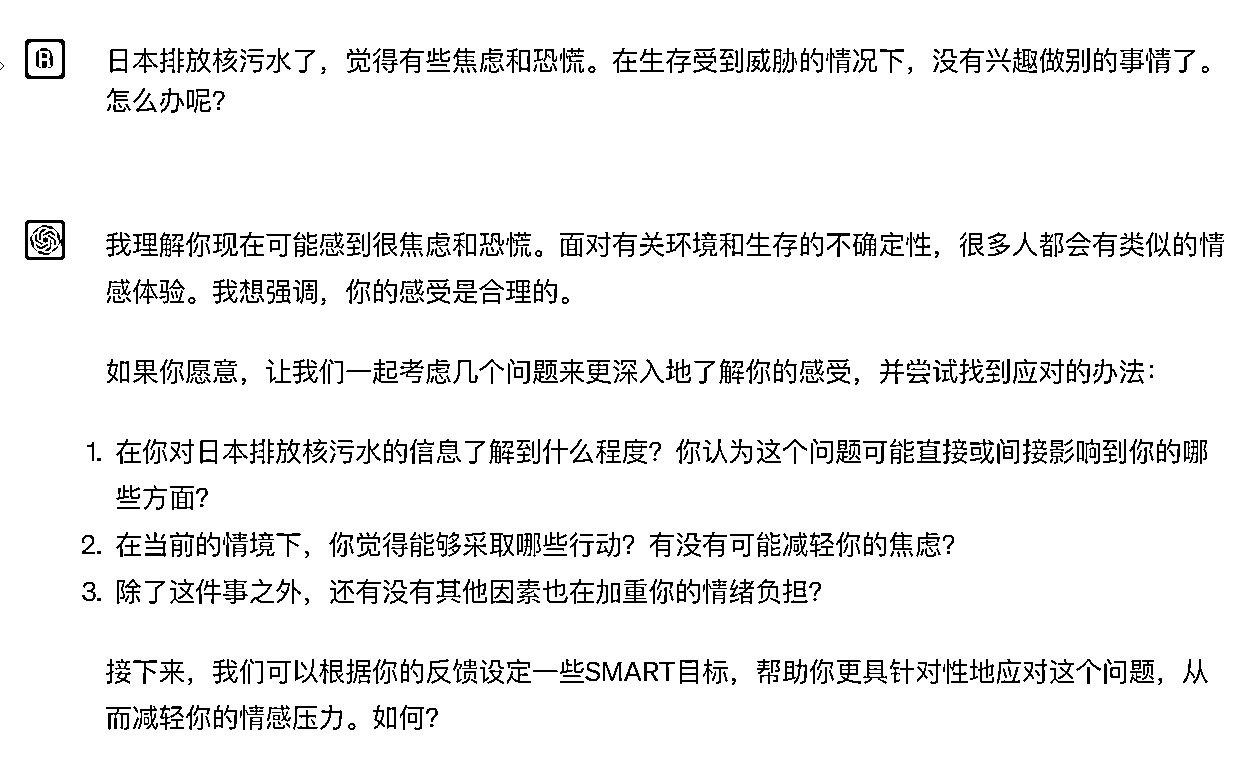 日本排放核污水了，觉得有些焦虑和恐慌。在生存受到威胁的情况下，没有兴趣做别的事情了。
怎么办呢？
我理解你现在可能感到很焦虑和恐慌。面对有关环境和生存的不确定性，很多人都会有类似的情
感体验。我想强调，你的感受是合理的。
如果你愿意，让我们一起考虑几个问题来更深入地了解你的感受，并尝试找到应对的办法：
1. 在你对日本排放核污水的信息了解到什么程度？你认为这个问题可能直接或间接影响到你的哪
些方面？
2. 在当前的情境下，你觉得能够采取哪些行动？有没有可能减轻你的焦虑？
3. 除了这件事之外，还有没有其他因素也在加重你的情绪负担？
接下来，我们可以根据你的反馈设定一些SMART目标，帮助你更具针对性地应对这个问题，从
而减轻你的情感压力。如何？